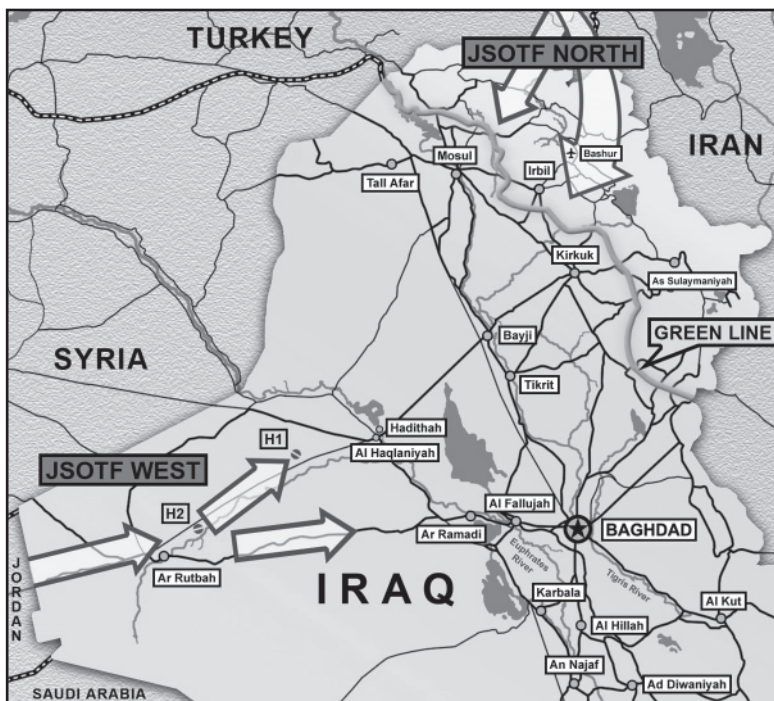 TURKEY
JSOTF NORTH
IRAN
Mosul
Bashur
Irbil
Tall Afar
Kirkuk
As Sulaymaniyah
GREEN LINE
Bayji
SYRIA
Tikrit
Hadithah
H1
Al Haqlaniyah
JSOTF WEST
H2
Al Fallujah
BAGHDAD
Ar Ramadi
Euphrates
River
Ar Rutbah
JORDAN
IRAQ
Tigris River
Karbala
Al Kut
Al Hillah
An Najaf
Ad Diwaniyah
SAUDI ARABIA